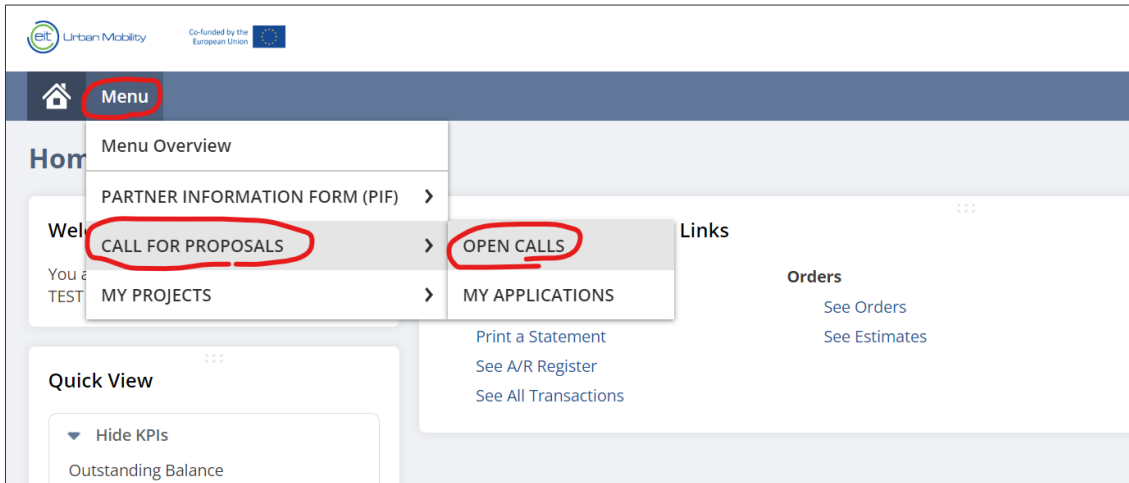 eit Urban Mobility
Co-funded by the
European Union
Menu
Hom
Menu Overview
PARTNER INFORMATION FORM (PIF)
CALL FOR PROPOSALS
MY PROJECTS
OPEN CALLS
MY APPLICATIONS
Wel
You a
TEST
Links
Print a Statement
See A/R Register
See All Transactions
Orders
See Orders
See Estimates
Quick View
Hide KPIs
Outstanding Balance